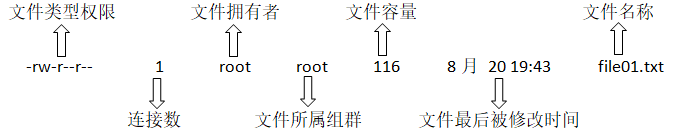 文件类型权限 文件拥有者 文件容量 文件名称
-rw-r--r-- 1 root root 116 8 月 20 19:43 file01.txt
连接数 文件所属组群 文件最后被修改时间